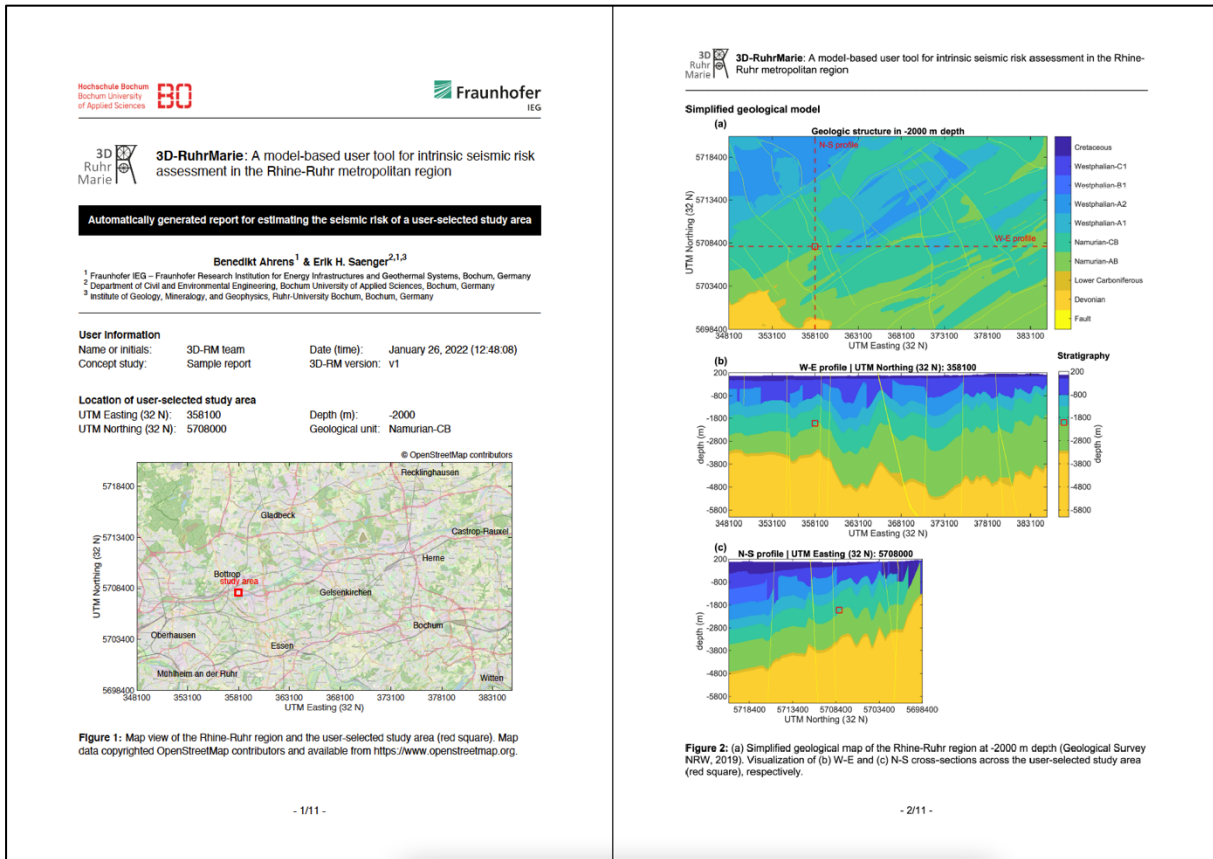 Hochschule Bochum
Bochum University
of Applied Sciences
BO
Fraunhofer
IEG
3D
Ruhr
Marie
3D-RuhrMarie: A model-based user tool for intrinsic seismic risk
assessment in the Rhine-Ruhr metropolitan region
Automatically generated report for estimating the seismic risk of a user-selected study area
Benedikt Ahrens1 & Erik H. Saenger2,1,3
1 Fraunhofer IEG – Fraunhofer Research Institution for Energy Infrastructures and Geothermal Systems, Bochum, Germany
2 Department of Civil and Environmental Engineering, Bochum University of Applied Sciences, Bochum, Germany
3 Institute of Geology, Mineralogy, and Geophysics, Ruhr-University Bochum, Bochum, Germany
User Information
Name or initials: 3D-RM team Date (time): January 26, 2022 (12:48:08)
Concept study: Sample report 3D-RM version: v1
Location of user-selected study area
UTM Easting (32 N): 358100 Depth (m): -2000
UTM Northing (32 N): 5708000 Geological unit: Namurian-CB
© OpenStreetMap contributors
Recklinghausen
5718400
Gladbeck
5713400
Castrop-Rauxel
Herne
Bottrop
study area
5708400
Gelsenkirchen
UTM Northing (32 N)
Bochum
Oberhausen
5703400
Essen
Mühlheim an der Ruhr
Witten
5698400
348100 353100 358100 363100 368100 373100 378100 383100
UTM Easting (32 N)
Figure 1: Map view of the Rhine-Ruhr region and the user-selected study area (red square). Map
data copyrighted OpenStreetMap contributors and available from https://www.openstreetmap.org.
- 1/11 -
3D
Ruhr
Marie
3D-RuhrMarie: A model-based user tool for intrinsic seismic risk assessment in the Rhine-
Ruhr metropolitan region
Simplified geological model
(a)
Geologic structure in -2000 m depth
N-S profile
W-E profile
5718400
5713400
5708400
5703400
5698400
UTM Northing (32 N)
348100 353100 358100 363100 368100 373100 378100 383100
UTM Easting (32 N)
Cretaceous
Westphalian-C1
Westphalian-B1
Westphalian-A2
Westphalian-A1
Namurian-CB
Namurian-AB
Lower Carboniferous
Devonian
Fault
(b)
W-E profile | UTM Northing (32 N): 358100
200
-800
-1800
-2800
-3800
-4800
-5800
depth (m)
348100 353100 358100 363100 368100 373100 378100 383100
UTM Easting (32 N)
Stratigraphy
200
-800
-1800
-2800
-3800
-4800
-5800
depth (m)
(c)
N-S profile | UTM Easting (32 N): 5708000
200
-800
-1800
-2800
-3800
-4800
-5800
depth (m)
5718400 5713400 5708400 5703400 5698400
UTM Northing (32 N)
Figure 2: (a) Simplified geological map of the Rhine-Ruhr region at -2000 m depth (Geological Survey
NRW, 2019). Visualization of (b) W-E and (c) N-S cross-sections across the user-selected study area
(red square), respectively.
- 2/11 -